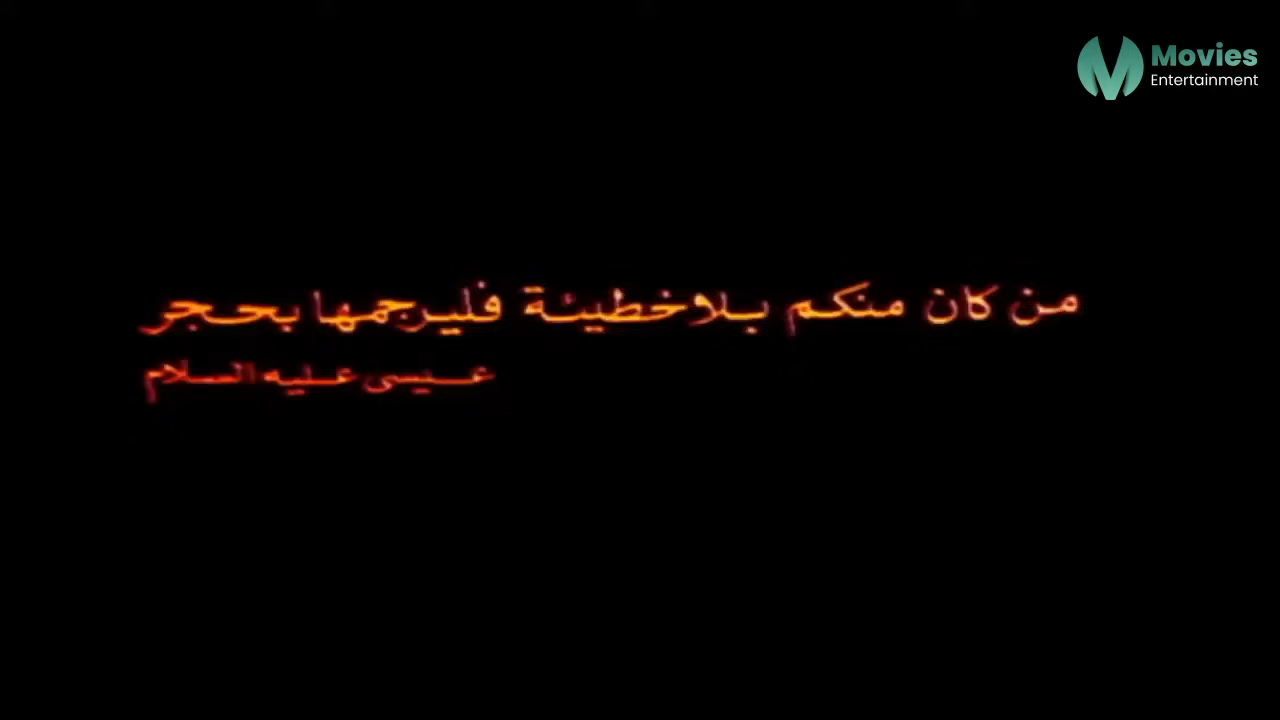 Movies
Entertainment
من كان منكم بلا خطيئة فليرجمها بحجر
عيسى عليه السلام